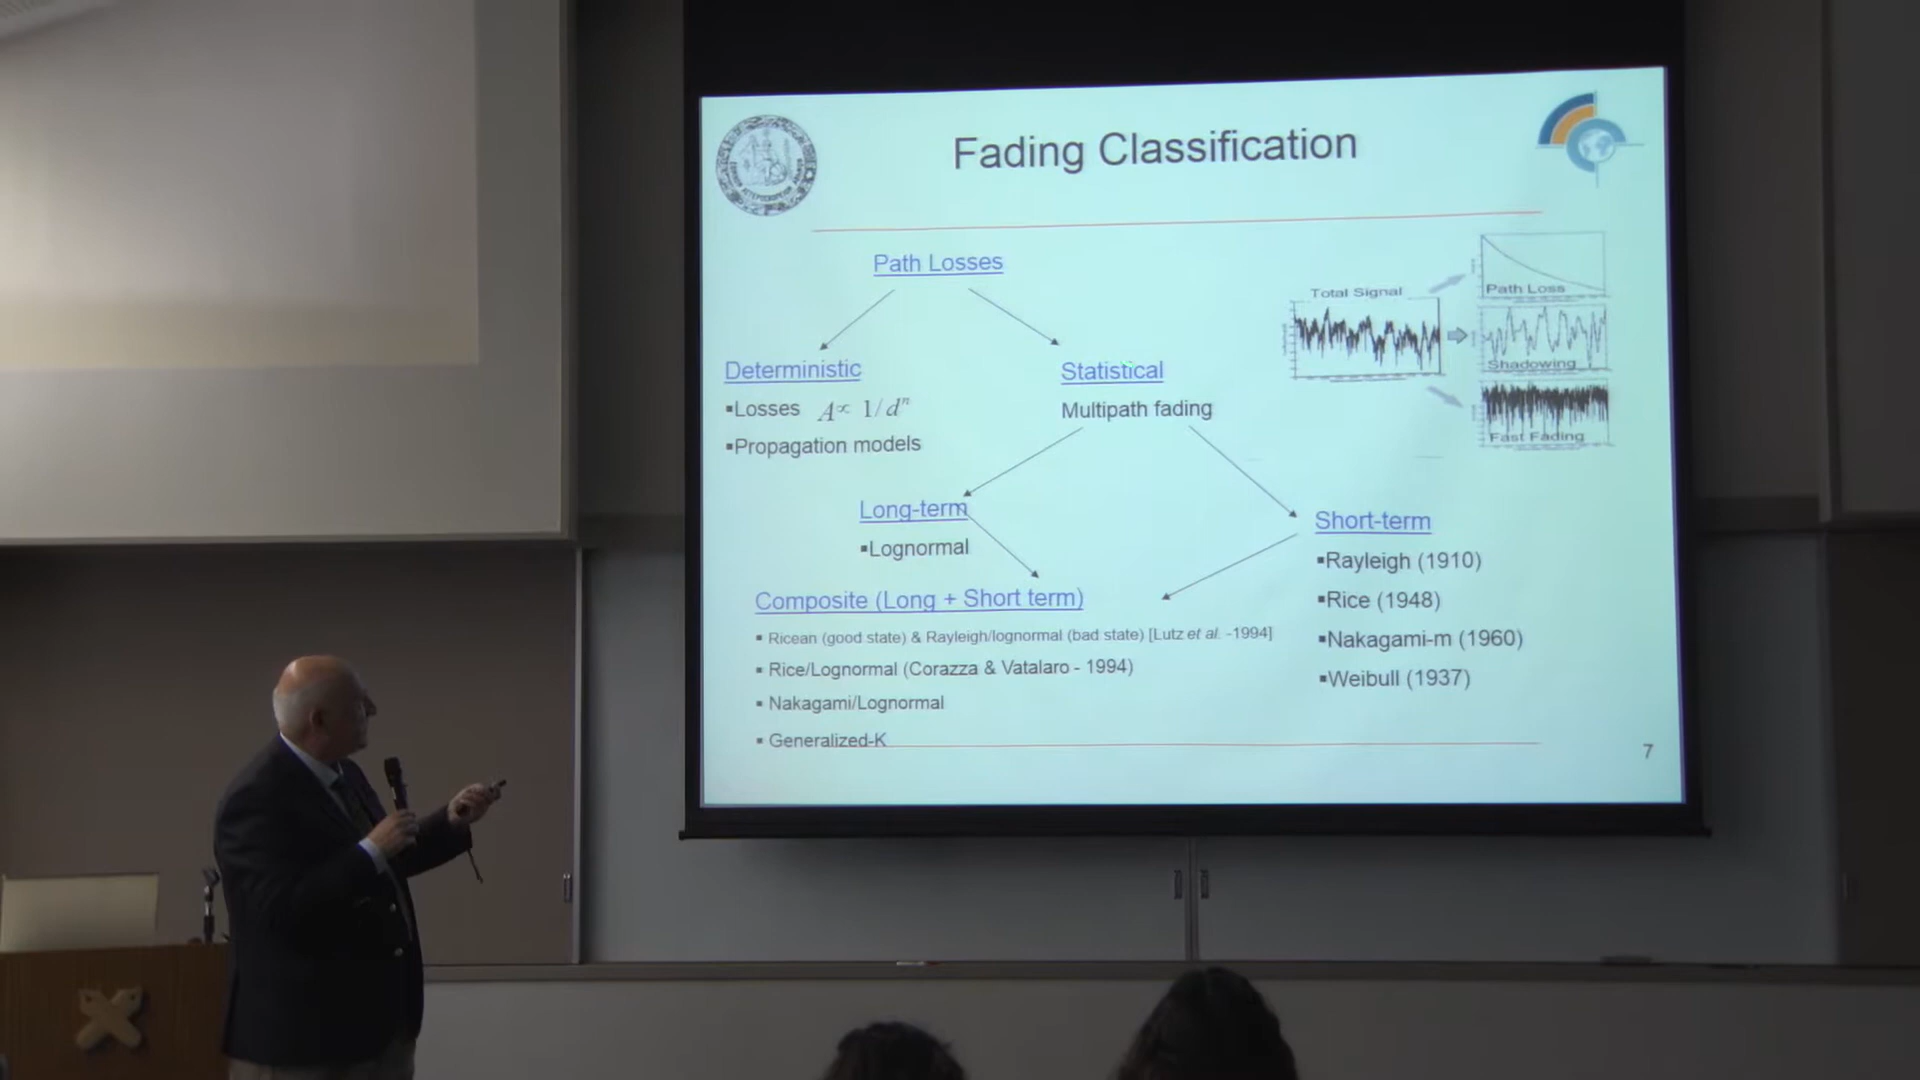 Fading Classification
Path Losses
Total Signal
Path Loss
Shadowing
Fast Fading
Deterministic
▪Losses A∝ 1/dⁿ
▪Propagation models
Statistical
Multipath fading
Long-term
▪Lognormal
Short-term
▪Rayleigh (1910)
▪Rice (1948)
▪Nakagami-m (1960)
▪Weibull (1937)
Composite (Long + Short term)
▪ Ricean (good state) & Rayleigh/lognormal (bad state) [Lutz et al. -1994]
▪ Rice/Lognormal (Corazza & Vatalaro - 1994)
▪ Nakagami/Lognormal
▪ Generalized-K
7